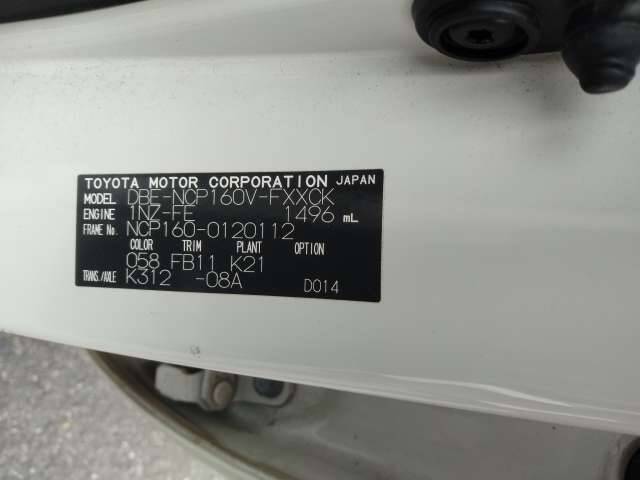 TOYOTA MOTOR CORPORATION JAPAN
MODEL DBE-NCP160V-FXXCK
ENGINE 1NZ-FE 1496 mL
FRAME No. NCP160-0120112
COLOR TRIM PLANT OPTION
058 FB11 K21
TRANS./AXLE K312 -08A D014